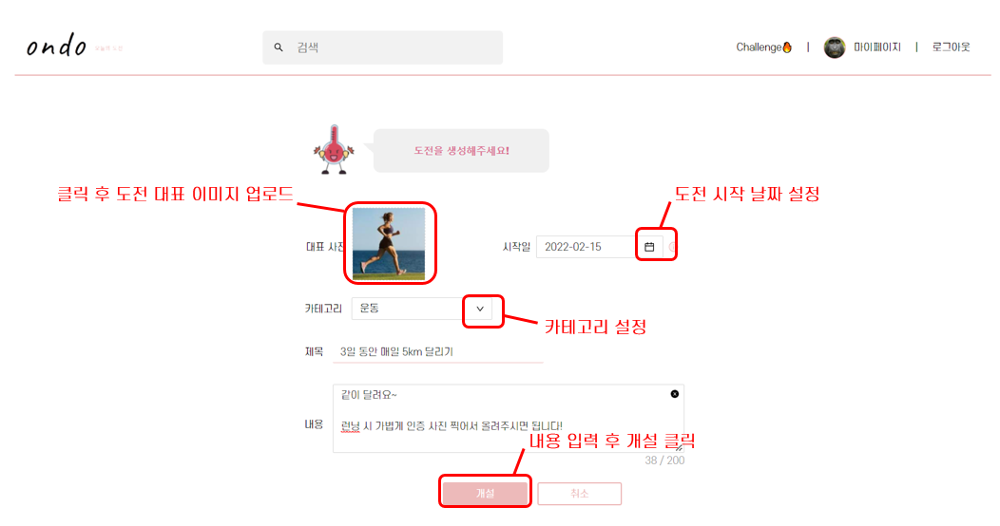 ondo 오늘의 도전
검색
Challenge | 마이페이지 | 로그아웃
도전을 생성해주세요!
클릭 후 도전 대표 이미지 업로드
도전 시작 날짜 설정
대표 사진
시작일 2022-02-15
카테고리 운동
카테고리 설정
제목 3일 동안 매일 5km 달리기
내용
같이 달려요~
런닝 시 가볍게 인증 사진 찍어서 올려주시면 됩니다!
내용 입력 후 개설 클릭
38 / 200
개설 취소